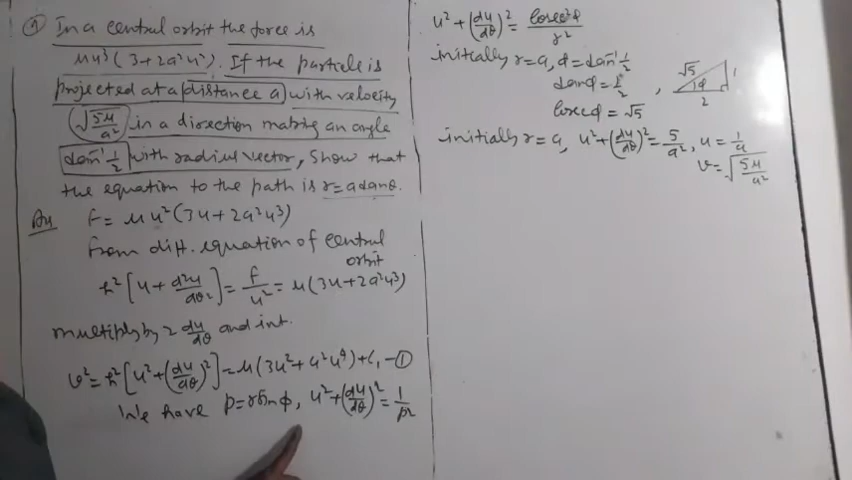 ① In a central orbit the force is
μu³(3+2a²u²). If the particle is
projected at a distance a with velocity
√(5μ/a²) in a direction making an angle
tan⁻¹ 1/2 with radius vector, Show that
the equation to the path is r=a tanθ.
An F = μu²(3u+2a²u³)
from diff. equation of central
orbit
h²[u+d²u/dθ²] = F/u² = μ(3u+2a²u³)
multiply by 2 du/dθ and int.
v²=h²[u²+(du/dθ)²]=μ(3u²+a²u⁴)+C₁ -①
We have p=rsinφ, u²+(du/dθ)²=1/p²
u²+(du/dθ)²=cosec²φ/r²
initially r=a, φ=tan⁻¹ 1/2
tanφ=1/2, √5 φ 1
2
cosecφ=√5
initially r=a, u²+(du/dθ)²=5/a², u=1/a
v=√(5μ/a²)